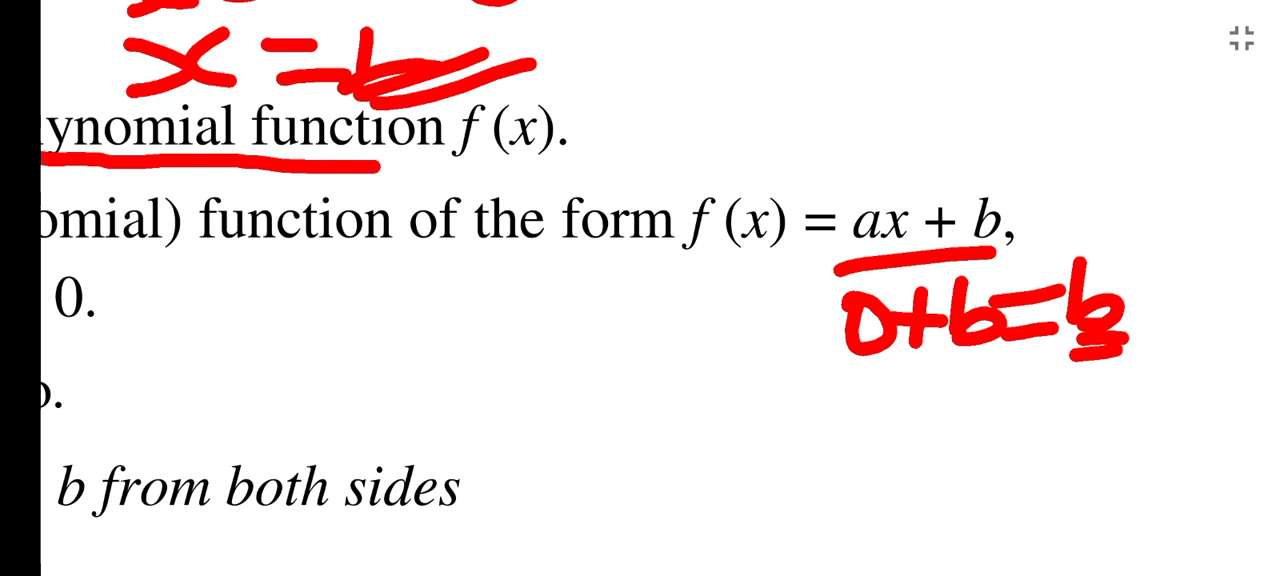 x = b
ynomial function f (x).
omial) function of the form f (x) = ax + b,
0+b=b
0.
b from both sides